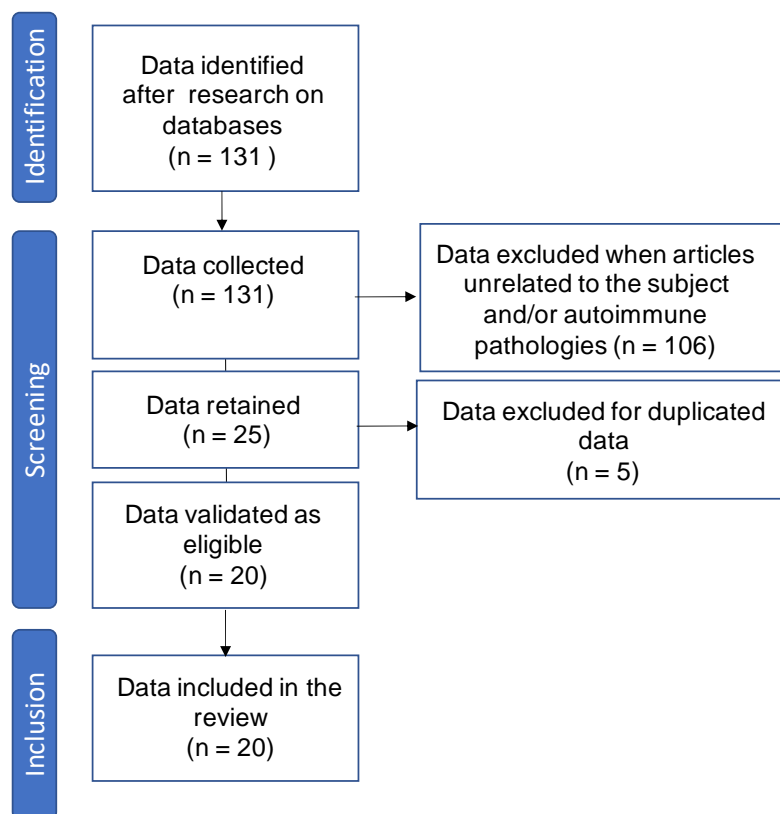 Identification
Data identified
after research on
databases
(n = 131 )
Screening
Data collected
(n = 131)
Data excluded when articles
unrelated to the subject
and/or autoimmune
pathologies (n = 106)
Data retained
(n = 25)
Data excluded for duplicated
data
(n = 5)
Data validated as
eligible
(n = 20)
Inclusion
Data included in the
review
(n = 20)